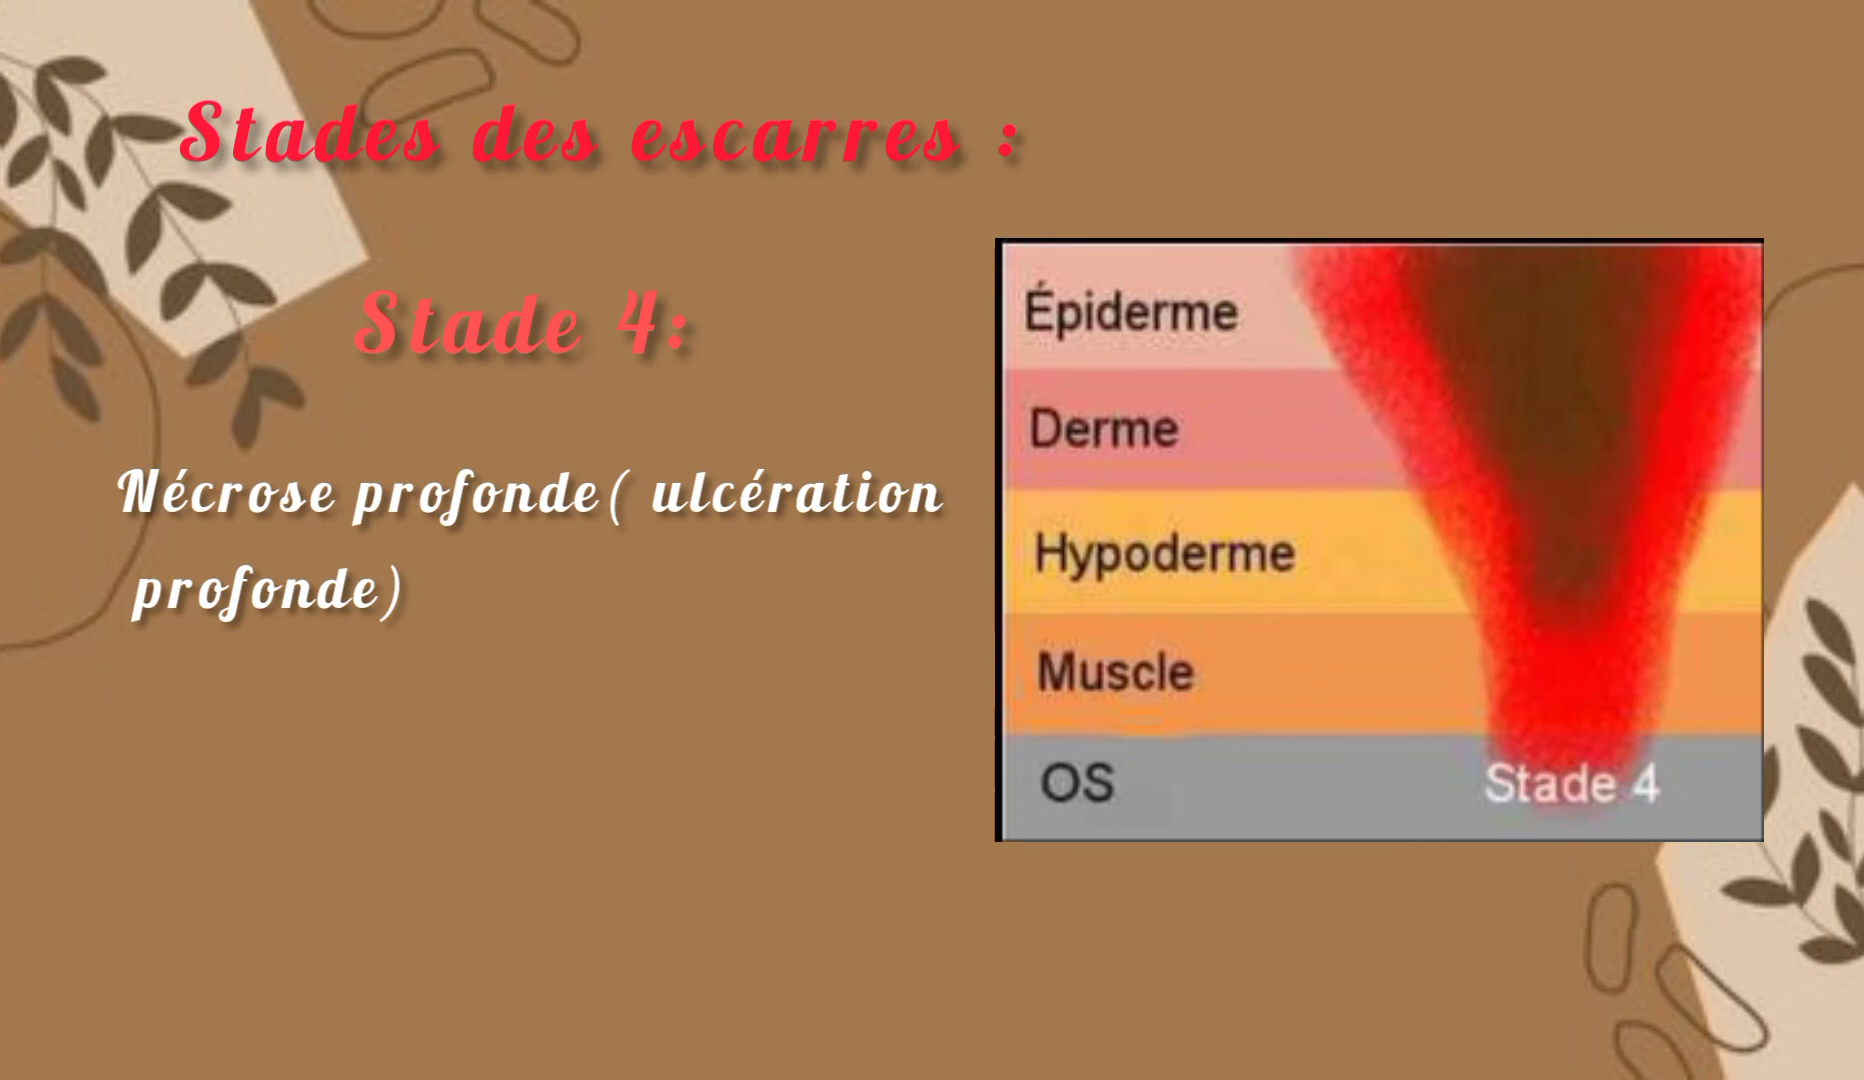 Stades des escarres :
Stade 4:
Nécrose profonde( ulcération
profonde)
Épiderme
Derme
Hypoderme
Muscle
OS
Stade 4